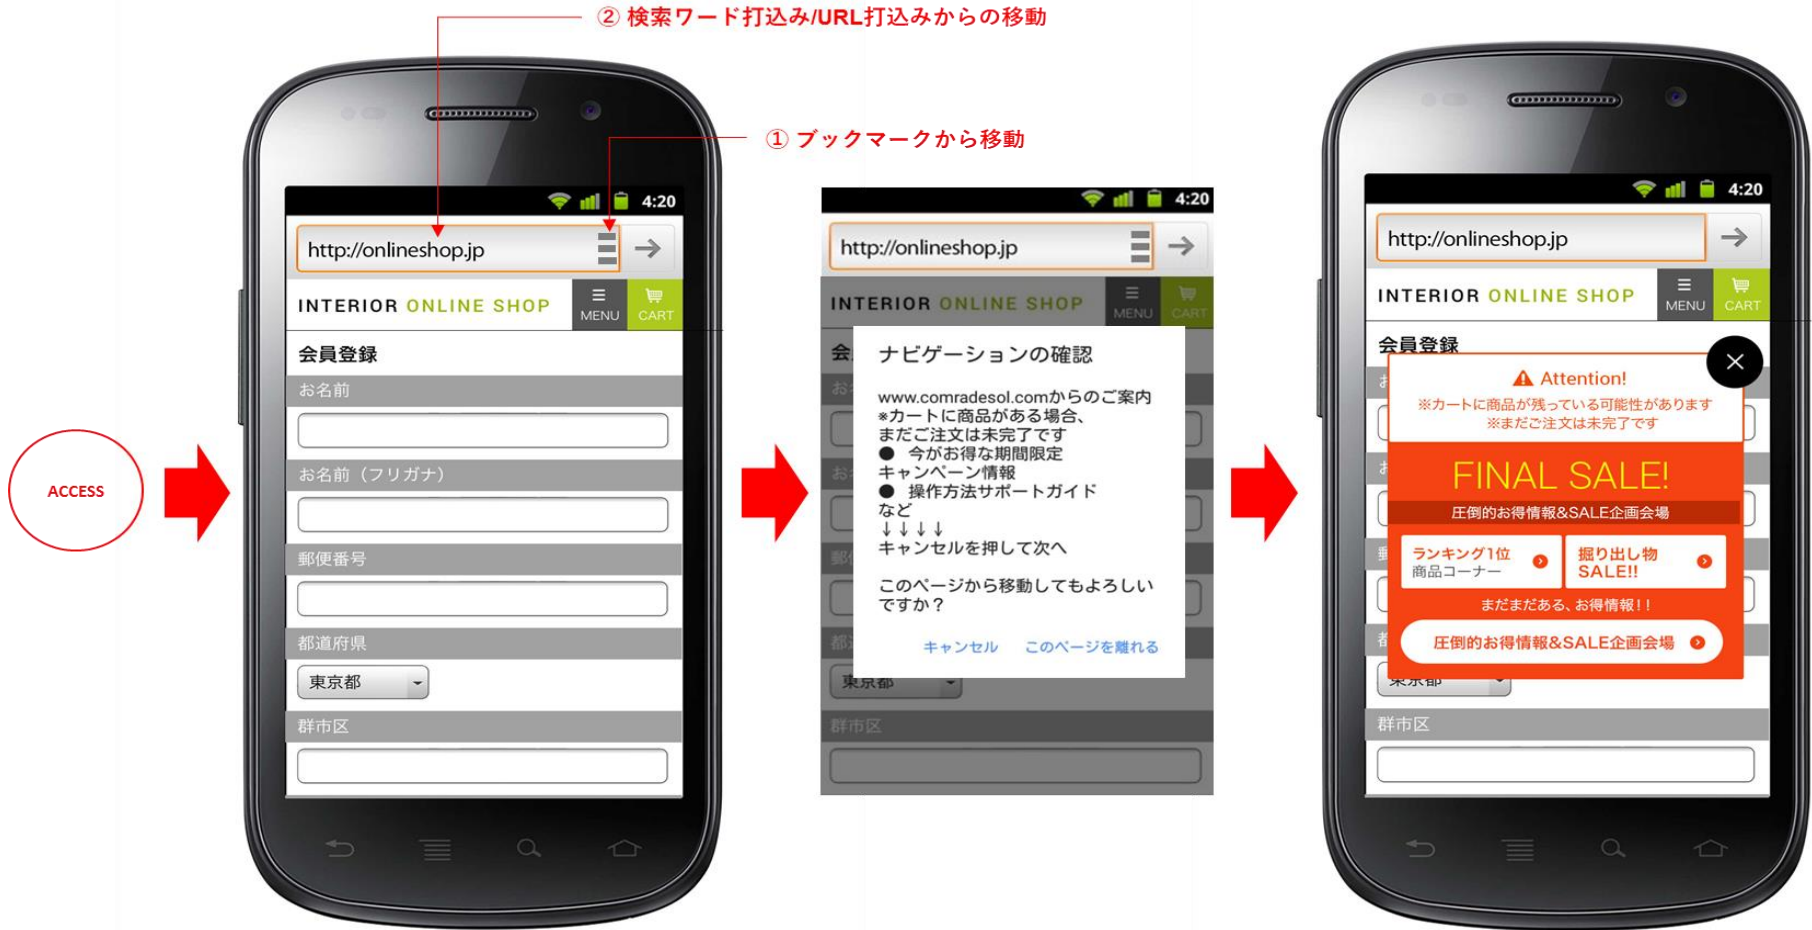 ② 検索ワード打込み/URL打込みからの移動
① ブックマークから移動
ACCESS
4:20
http://onlineshop.jp
INTERIOR ONLINE SHOP
MENU
CART
会員登録
お名前
お名前（フリガナ）
郵便番号
都道府県
東京都
群市区
4:20
http://onlineshop.jp
INTERIOR ONLINE SHOP
MENU
CART
会
ナビゲーションの確認
www.comradesol.comからのご案内
※カートに商品がある場合、
まだご注文は未完了です
● 今がお得な期間限定
キャンペーン情報
● 操作方法サポートガイド
など
↓↓↓↓
キャンセルを押して次へ
このページから移動してもよろしい
ですか？
キャンセル このページを離れる
東京都
群市区
4:20
http://onlineshop.jp
INTERIOR ONLINE SHOP
MENU
CART
会員登録
Attention!
※カートに商品が残っている可能性があります
※まだご注文は未完了です
FINAL SALE!
圧倒的お得情報&SALE企画会場
ランキング1位
商品コーナー
掘り出し物
SALE!!
まだまだある、お得情報!!
圧倒的お得情報&SALE企画会場
東京都
群市区